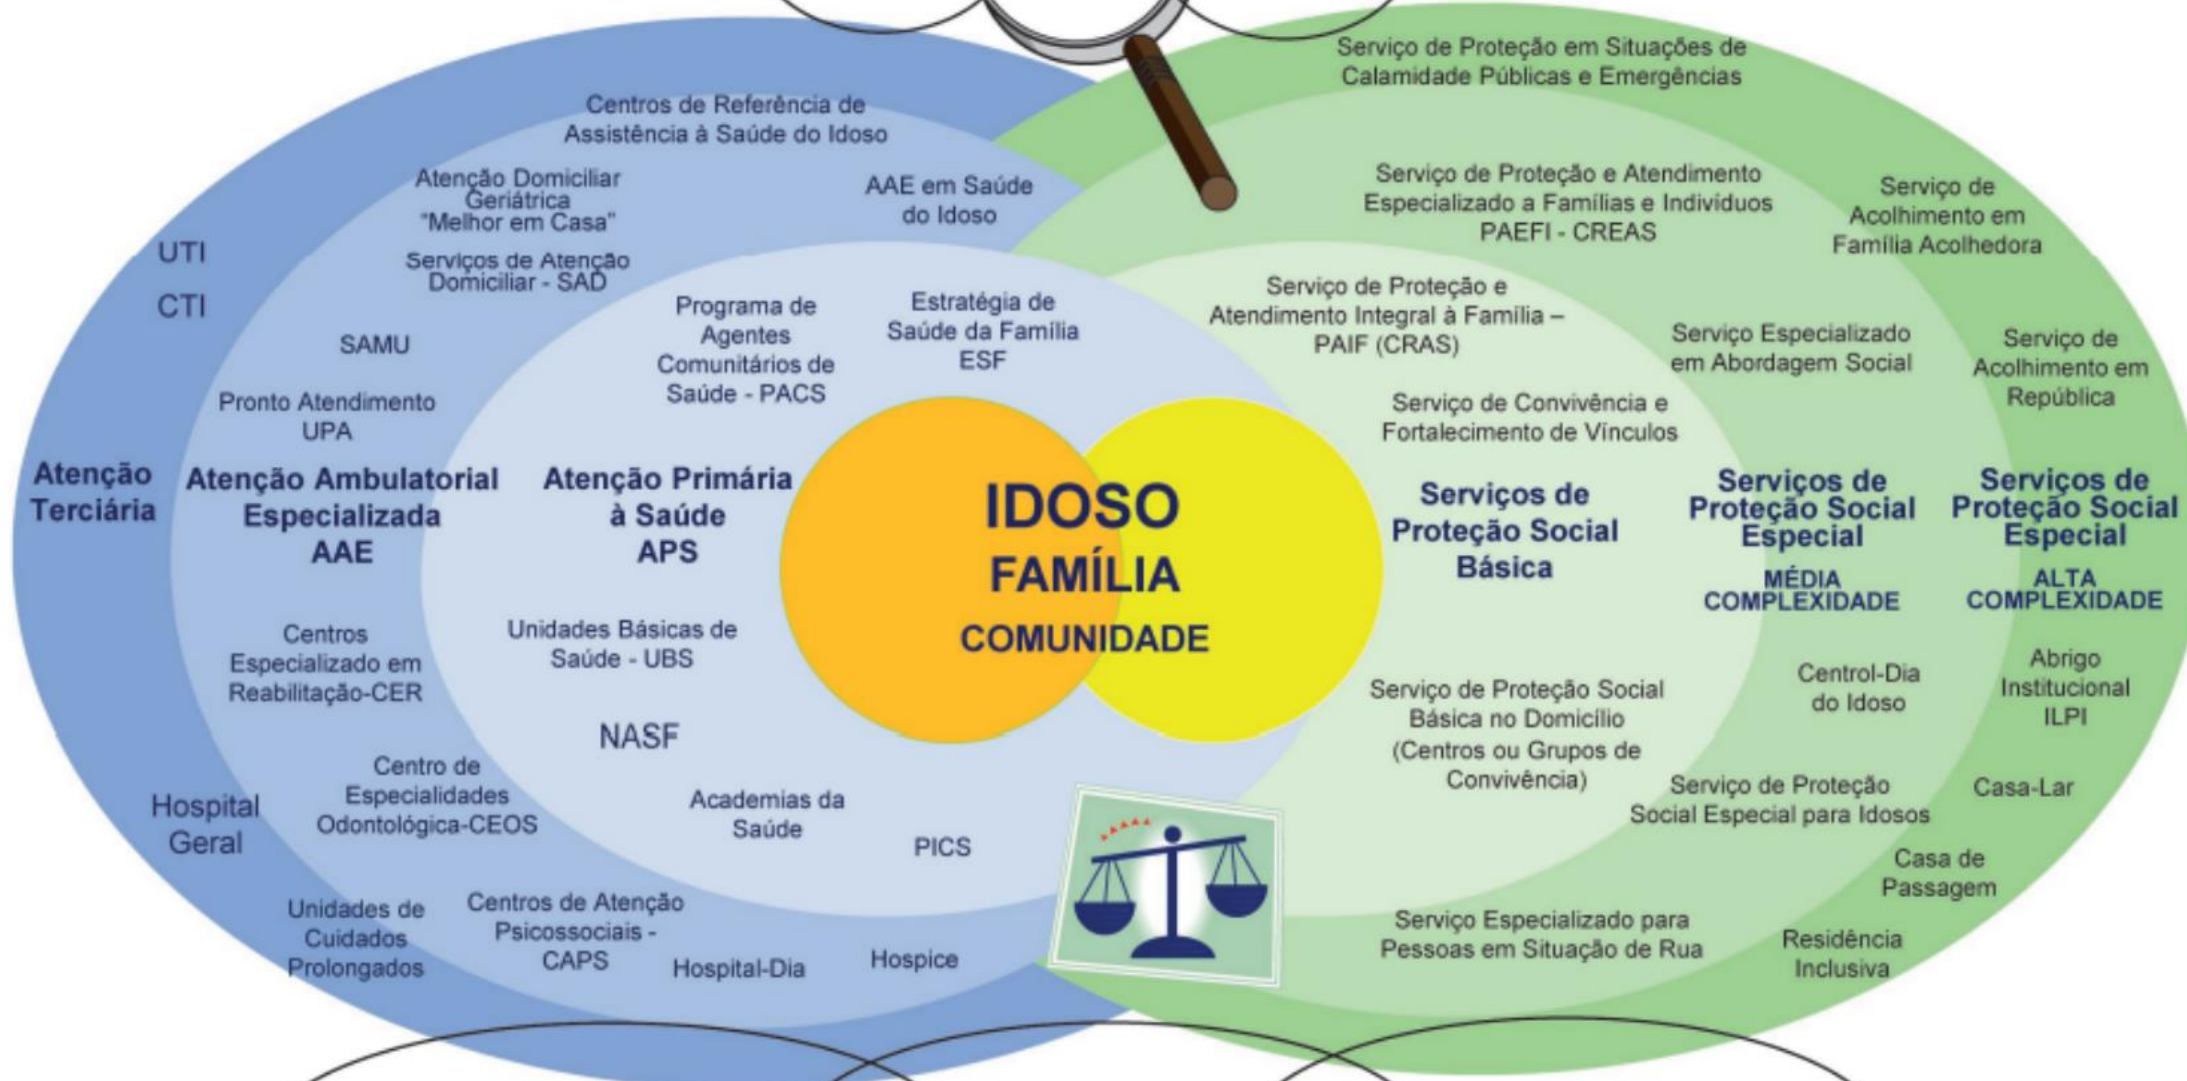 Serviço de Proteção em Situações de
Calamidade Públicas e Emergências
Centros de Referência de
Assistência à Saúde do Idoso
Atenção Domiciliar
Geriátrica
"Melhor em Casa"
AAE em Saúde
do Idoso
Serviço de Proteção e Atendimento
Especializado a Famílias e Indivíduos
PAEFI - CREAS
Serviço de
Acolhimento em
Família Acolhedora
UTI
CTI
Serviços de Atenção
Domiciliar - SAD
SAMU
Pronto Atendimento
UPA
Programa de
Agentes
Comunitários de
Saúde - PACS
Estratégia de
Saúde da Família
ESF
Serviço de Proteção e
Atendimento Integral à Família –
PAIF (CRAS)
Serviço Especializado
em Abordagem Social
Serviço de
Acolhimento em
República
Serviço de Convivência e
Fortalecimento de Vínculos
Atenção
Terciária
Atenção Ambulatorial
Especializada
AAE
Atenção Primária
à Saúde
APS
IDOSO
FAMÍLIA
COMUNIDADE
Serviços de
Proteção Social
Básica
Serviços de
Proteção Social
Especial
MÉDIA
COMPLEXIDADE
Serviços de
Proteção Social
Especial
ALTA
COMPLEXIDADE
Centros
Especializado em
Reabilitação-CER
Unidades Básicas de
Saúde - UBS
NASF
Serviço de Proteção Social
Básica no Domicílio
(Centros ou Grupos de
Convivência)
Centrol-Dia
do Idoso
Abrigo
Institucional
ILPI
Hospital
Geral
Centro de
Especialidades
Odontológica-CEOS
Academias da
Saúde
PICS
Serviço de Proteção
Social Especial para Idosos
Casa-Lar
Casa de
Passagem
Unidades de
Cuidados
Prolongados
Centros de Atenção
Psicossociais -
CAPS
Hospital-Dia
Hospice
Serviço Especializado para
Pessoas em Situação de Rua
Residência
Inclusiva